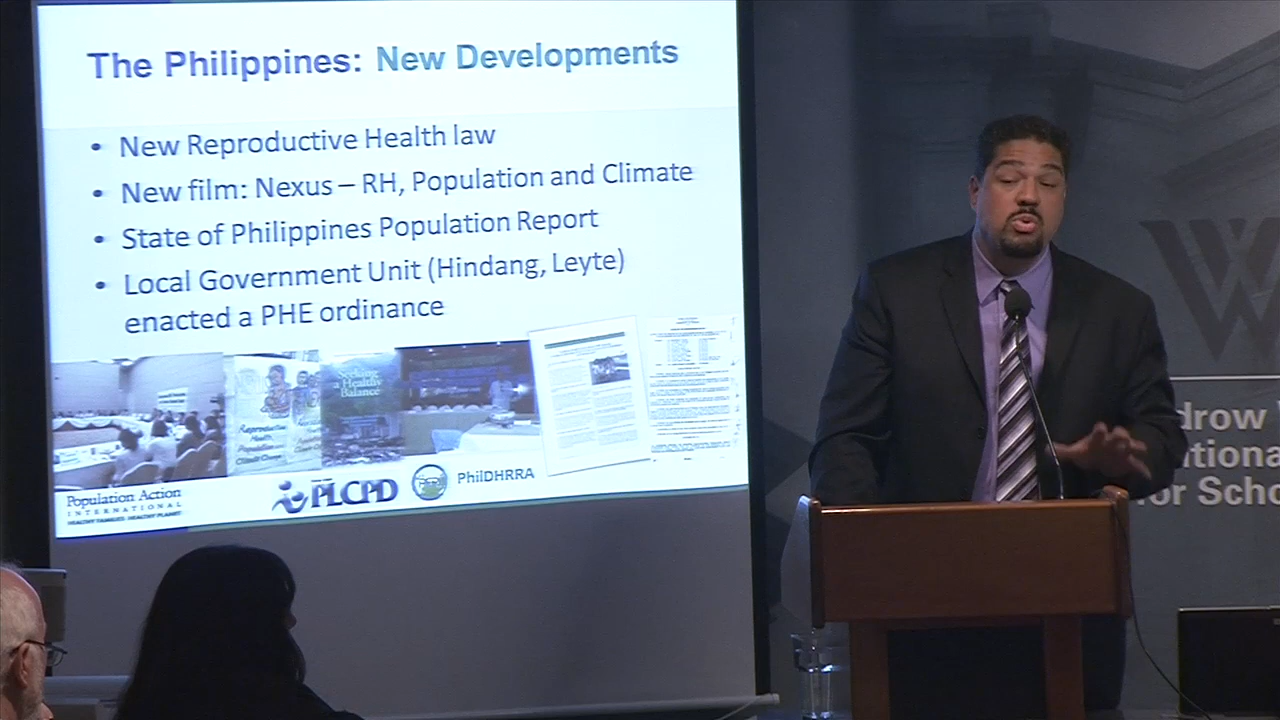 The Philippines: New Developments
• New Reproductive Health law
• New film: Nexus – RH, Population and Climate
• State of Philippines Population Report
• Local Government Unit (Hindang, Leyte)
enacted a PHE ordinance
Seeking
a Healthy
Balance
Reproductive
Health,
Population Action
INTERNATIONAL
HEALTHY FAMILIES HEALTHY PLANET
PLCPD
PhilDHRRA
W
drow
tiona
for Scho